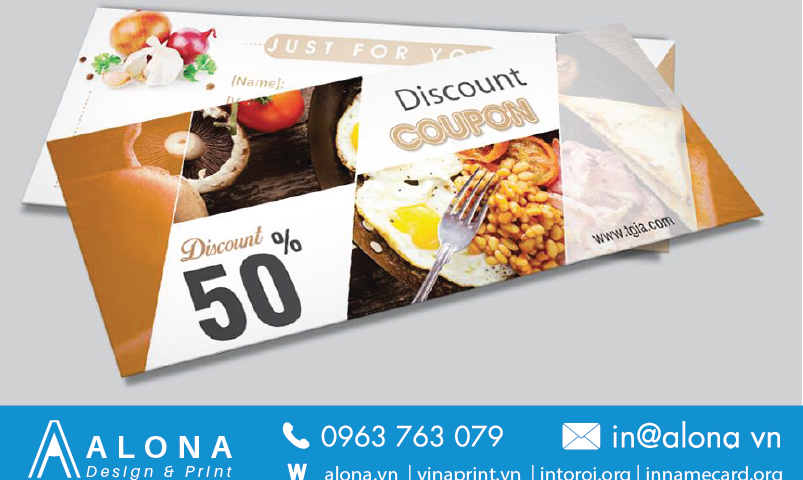 JUST FOR YO
[Name]:
Discount
COUPON
Discount %
50
www.tgia.com
ALONA
Design & Print
0963 763 079
in@alona vn
W alona.vn | vinaprint.vn | intoroi.org | innamecard.org